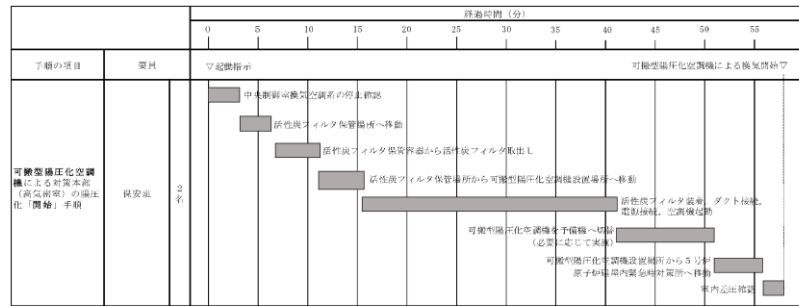 経過時間（分）
0 5 10 15 20 25 30 35 40 45 50 55
手順の項目 要員 ▽起動指示 可搬型陽圧化空調機による換気開始▽
中央制御室換気空調系の停止確認
活性炭フィルタ保管場所へ移動
活性炭フィルタ保管容器から活性炭フィルタ取出し
活性炭フィルタ保管場所から可搬型陽圧化空調機設置場所へ移動
可搬型陽圧化空調
機による対策本部
（高気密室）の陽圧
化「開始」手順
保安班
2
名
活性炭フィルタ装着，ダクト接続，
電源接続，空調機起動
可搬型陽圧化空調機を予備機へ切替
（必要に応じて実施）
可搬型陽圧化空調機設置場所から５号炉
原子炉建屋内緊急時対策所へ移動
室内差圧確認